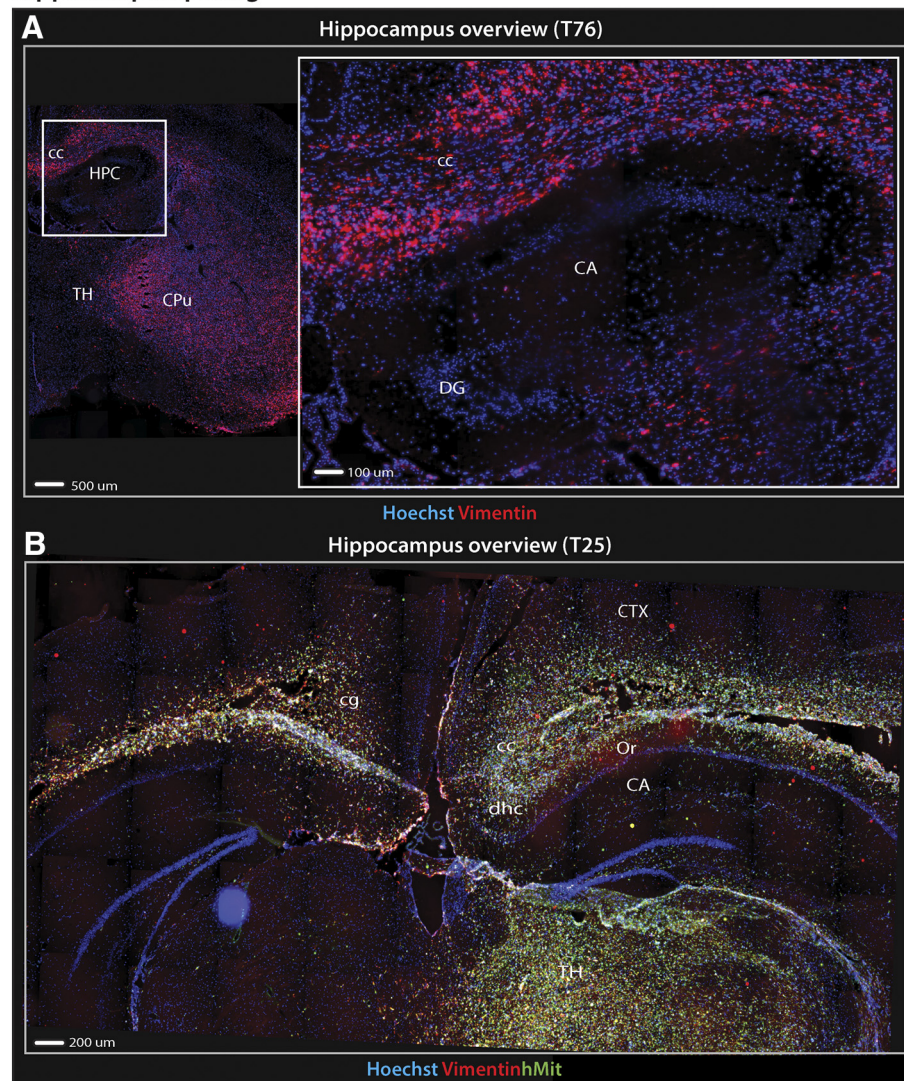 A
Hippocampus overview (T76)
cc
HPC
TH
CPu
500 um
cc
CA
DG
100 um
Hoechst Vimentin
B
Hippocampus overview (T25)
CTX
cg
cc
Or
CA
dhc
TH
200 um
Hoechst VimentinhMit